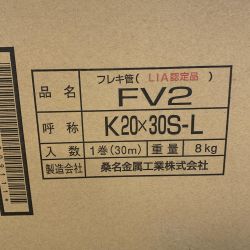 フレキ管(LIA認定品)
品名 FV2
呼称 K20×30S-L
入数 1巻(30m) 重量 8kg
製造会社 桑名金属工業株式会社